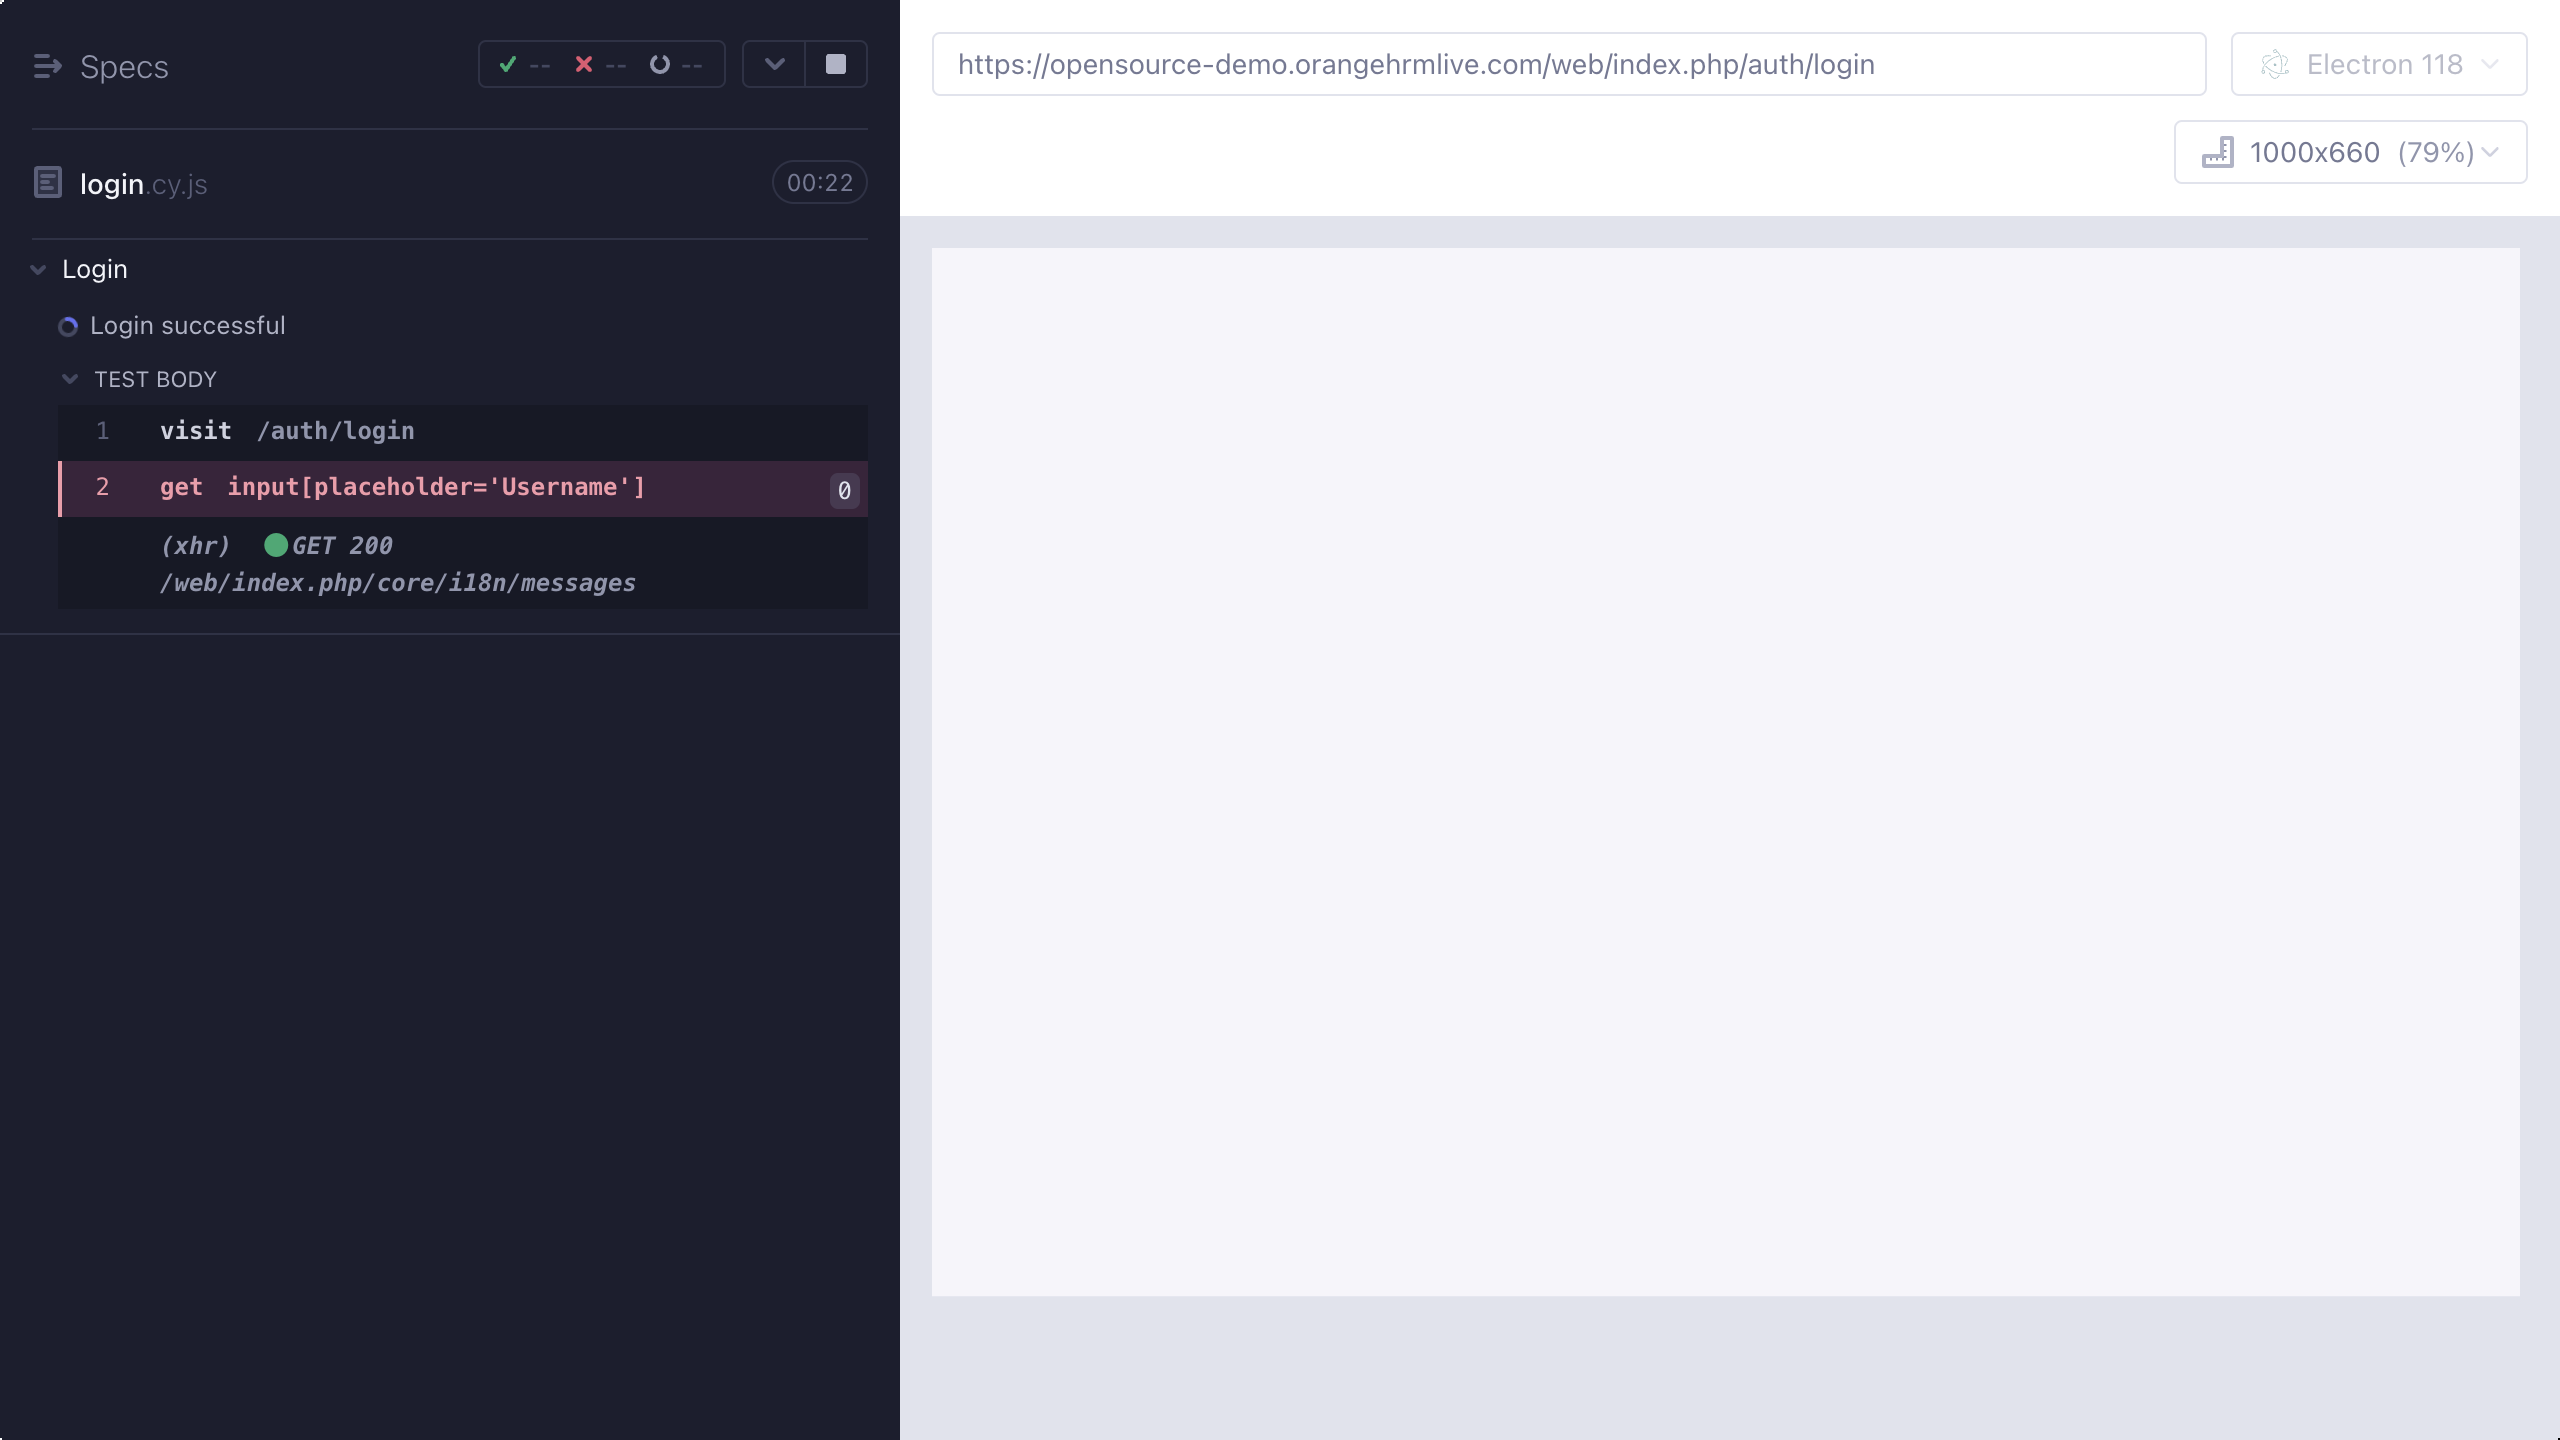 Specs
-- -- --
login.cy.js
00:22
Login
Login successful
TEST BODY
1 visit /auth/login
2 get input[placeholder='Username'] 0
(xhr) GET 200
/web/index.php/core/i18n/messages
https://opensource-demo.orangehrmlive.com/web/index.php/auth/login
Electron 118
1000x660 (79%)